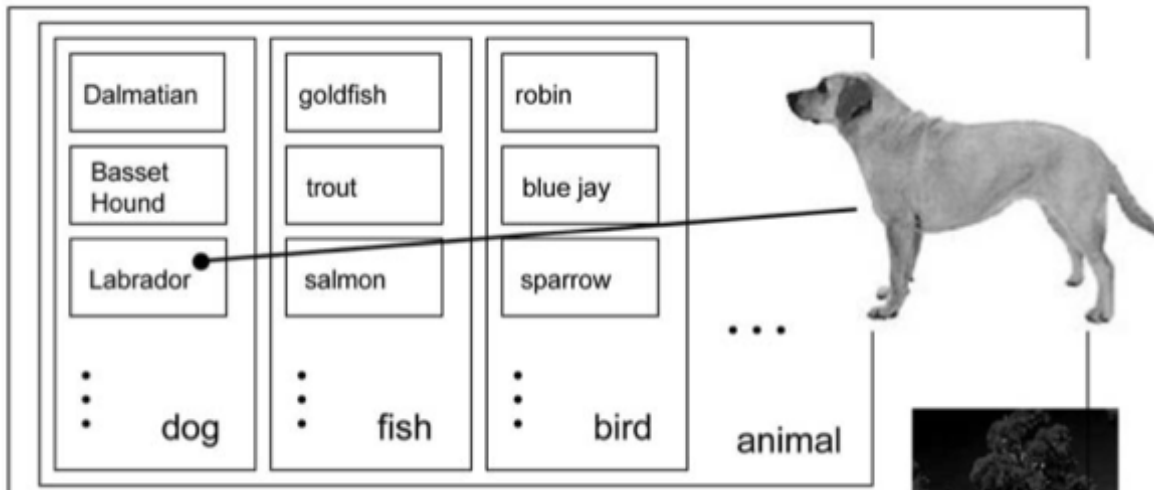 Dalmatian
Basset
Hound
Labrador
dog
goldfish
trout
salmon
fish
robin
blue jay
sparrow
bird
animal